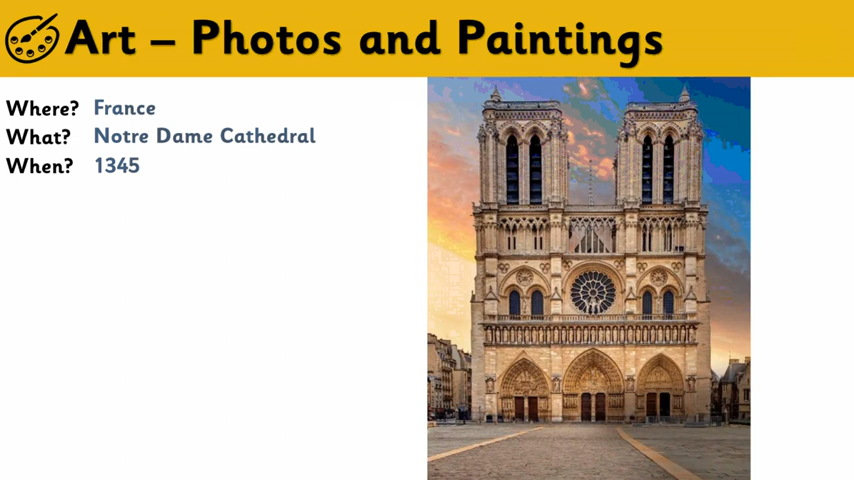 Art – Photos and Paintings
Where? France
What? Notre Dame Cathedral
When? 1345